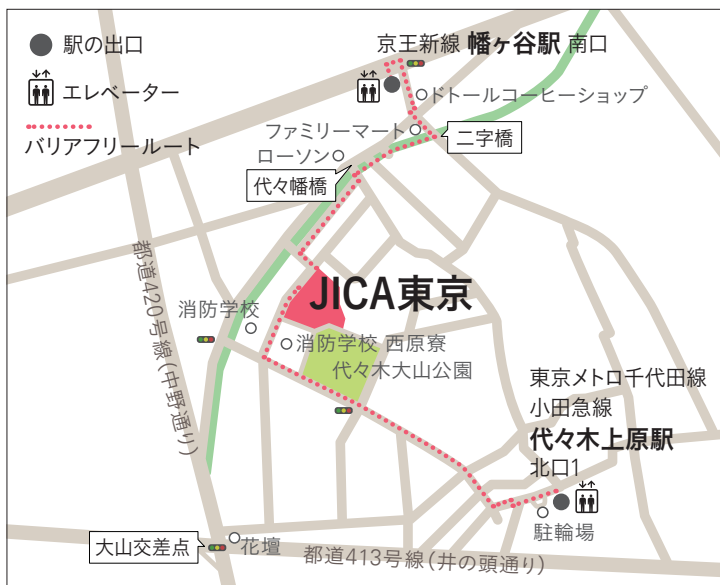 駅の出口
エレベーター
バリアフリールート
京王新線 幡ヶ谷駅 南口
ドトールコーヒーショップ
ファミリーマート
二字橋
ローソン
代々幡橋
都道420号線(中野通り)
JICA東京
消防学校
消防学校 西原寮
代々木大山公園
東京メトロ千代田線
小田急線
代々木上原駅
北口1
駐輪場
大山交差点
花壇
都道413号線(井の頭通り)